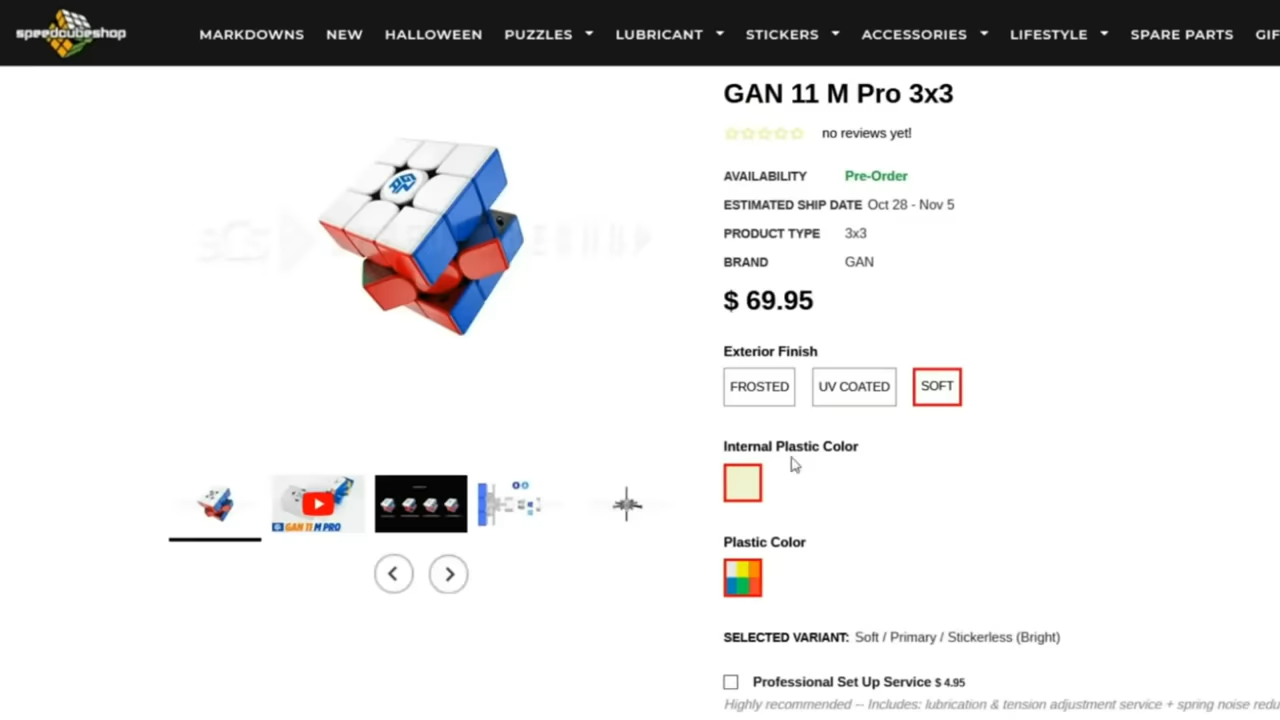 speedcubeshop
MARKDOWNS NEW HALLOWEEN PUZZLES LUBRICANT STICKERS ACCESSORIES LIFESTYLE SPARE PARTS GIF
GAN 11 M Pro 3x3
no reviews yet!
AVAILABILITY Pre-Order
ESTIMATED SHIP DATE Oct 28 - Nov 5
PRODUCT TYPE 3x3
BRAND GAN
$ 69.95
Exterior Finish
FROSTED UV COATED SOFT
Internal Plastic Color
GAN 11 M PRO
Plastic Color
SELECTED VARIANT: Soft / Primary / Stickerless (Bright)
Professional Set Up Service $ 4.95
Highly recommended -- Includes: lubrication & tension adjustment service + spring noise redu